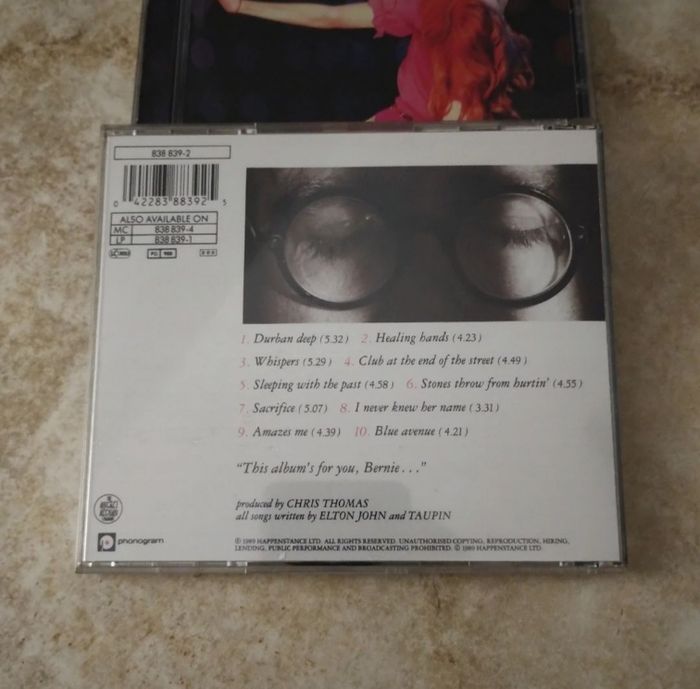 838 839-2
0 42283 88392 5
ALSO AVAILABLE ON
MC 838 839-4
LP 838 839-1
1. Durban deep (5.32) 2. Healing hands (4.23)
3. Whispers (5.29) 4. Club at the end of the street (4.49)
5. Sleeping with the past (4.58) 6. Stones throw from hurtin' (4.55)
7. Sacrifice (5.07) 8. I never knew her name (3.31)
9. Amazes me (4.39) 10. Blue avenue (4.21)
"This album's for you, Bernie..."
produced by CHRIS THOMAS
all songs written by ELTON JOHN and TAUPIN
phonogram
℗ 1989 HAPPENSTANCE LTD. ALL RIGHTS RESERVED. UNAUTHORISED COPYING, REPRODUCTION, HIRING,
LENDING, PUBLIC PERFORMANCE AND BROADCASTING PROHIBITED. © 1989 HAPPENSTANCE LTD.